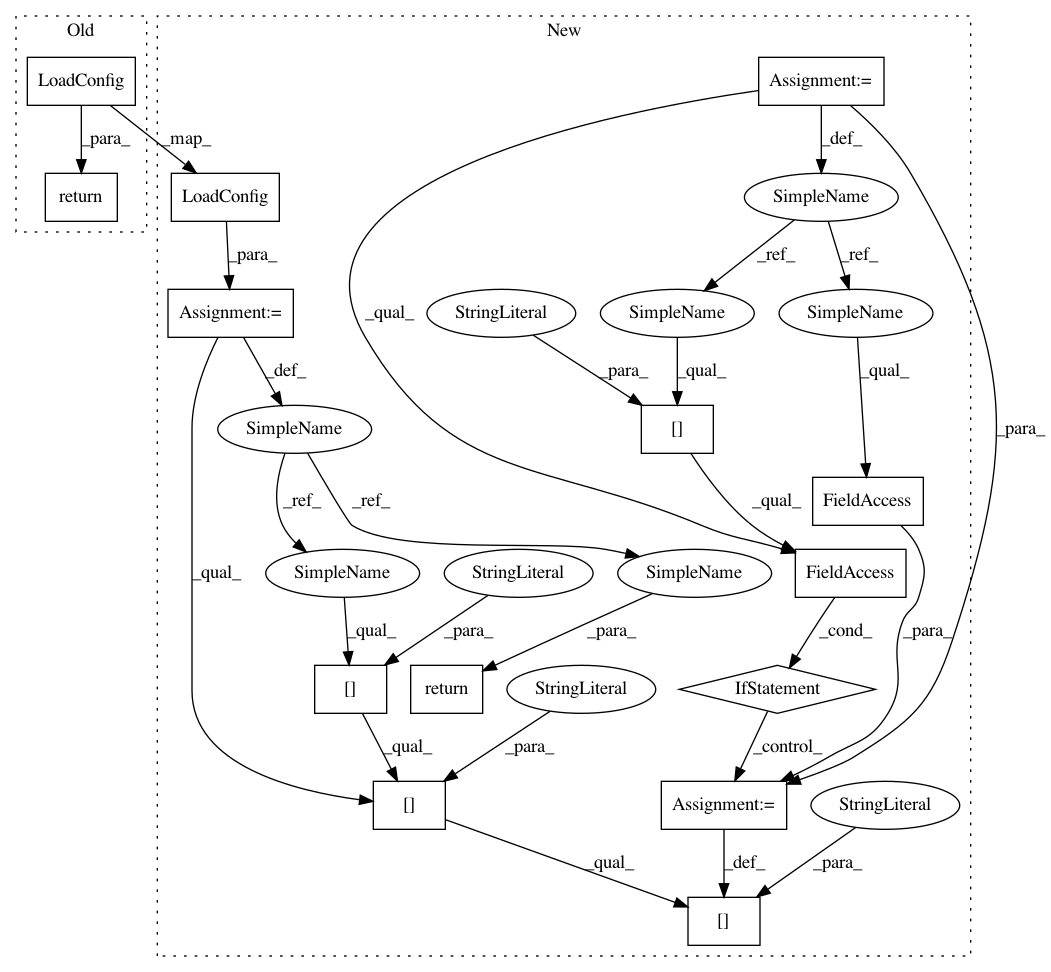 Old
New
LoadConfig
Assignment:=
_para_
_map_
_def_
return
LoadConfig
SimpleName
_para_
_ref_
_ref_
Assignment:=
StringLiteral
SimpleName
SimpleName
_qual_
_def_
_para_
_qual_
_qual_
_para_
SimpleName
[]
_ref_
_ref_
_qual_
FieldAccess
_qual_
SimpleName
StringLiteral
SimpleName
FieldAccess
_qual_
_para_
_para_
_cond_
_para_
[]
return
StringLiteral
IfStatement
_qual_
_para_
_control_
[]
Assignment:=
StringLiteral
_qual_
_def_
_para_
[]